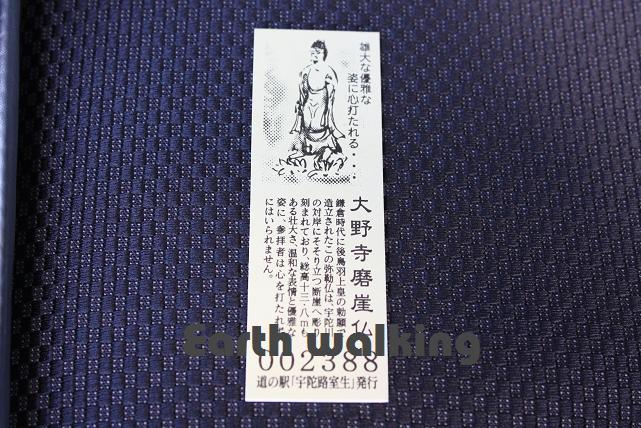 雄大な優雅な
姿に心打たれる・・・
大野寺磨崖仏
鎌倉時代に後鳥羽上皇の勅願で
造立されたこの弥勒仏は、宇陀川
の対岸にそそり立つ断崖へ彫り
刻まれており、総高十三・八mも
ある壮大さ、温和な表情と優雅な
姿に、参拝者は心を打たれ
にはいられません。
Earth walking
002388
道の駅「宇陀路室生」発行